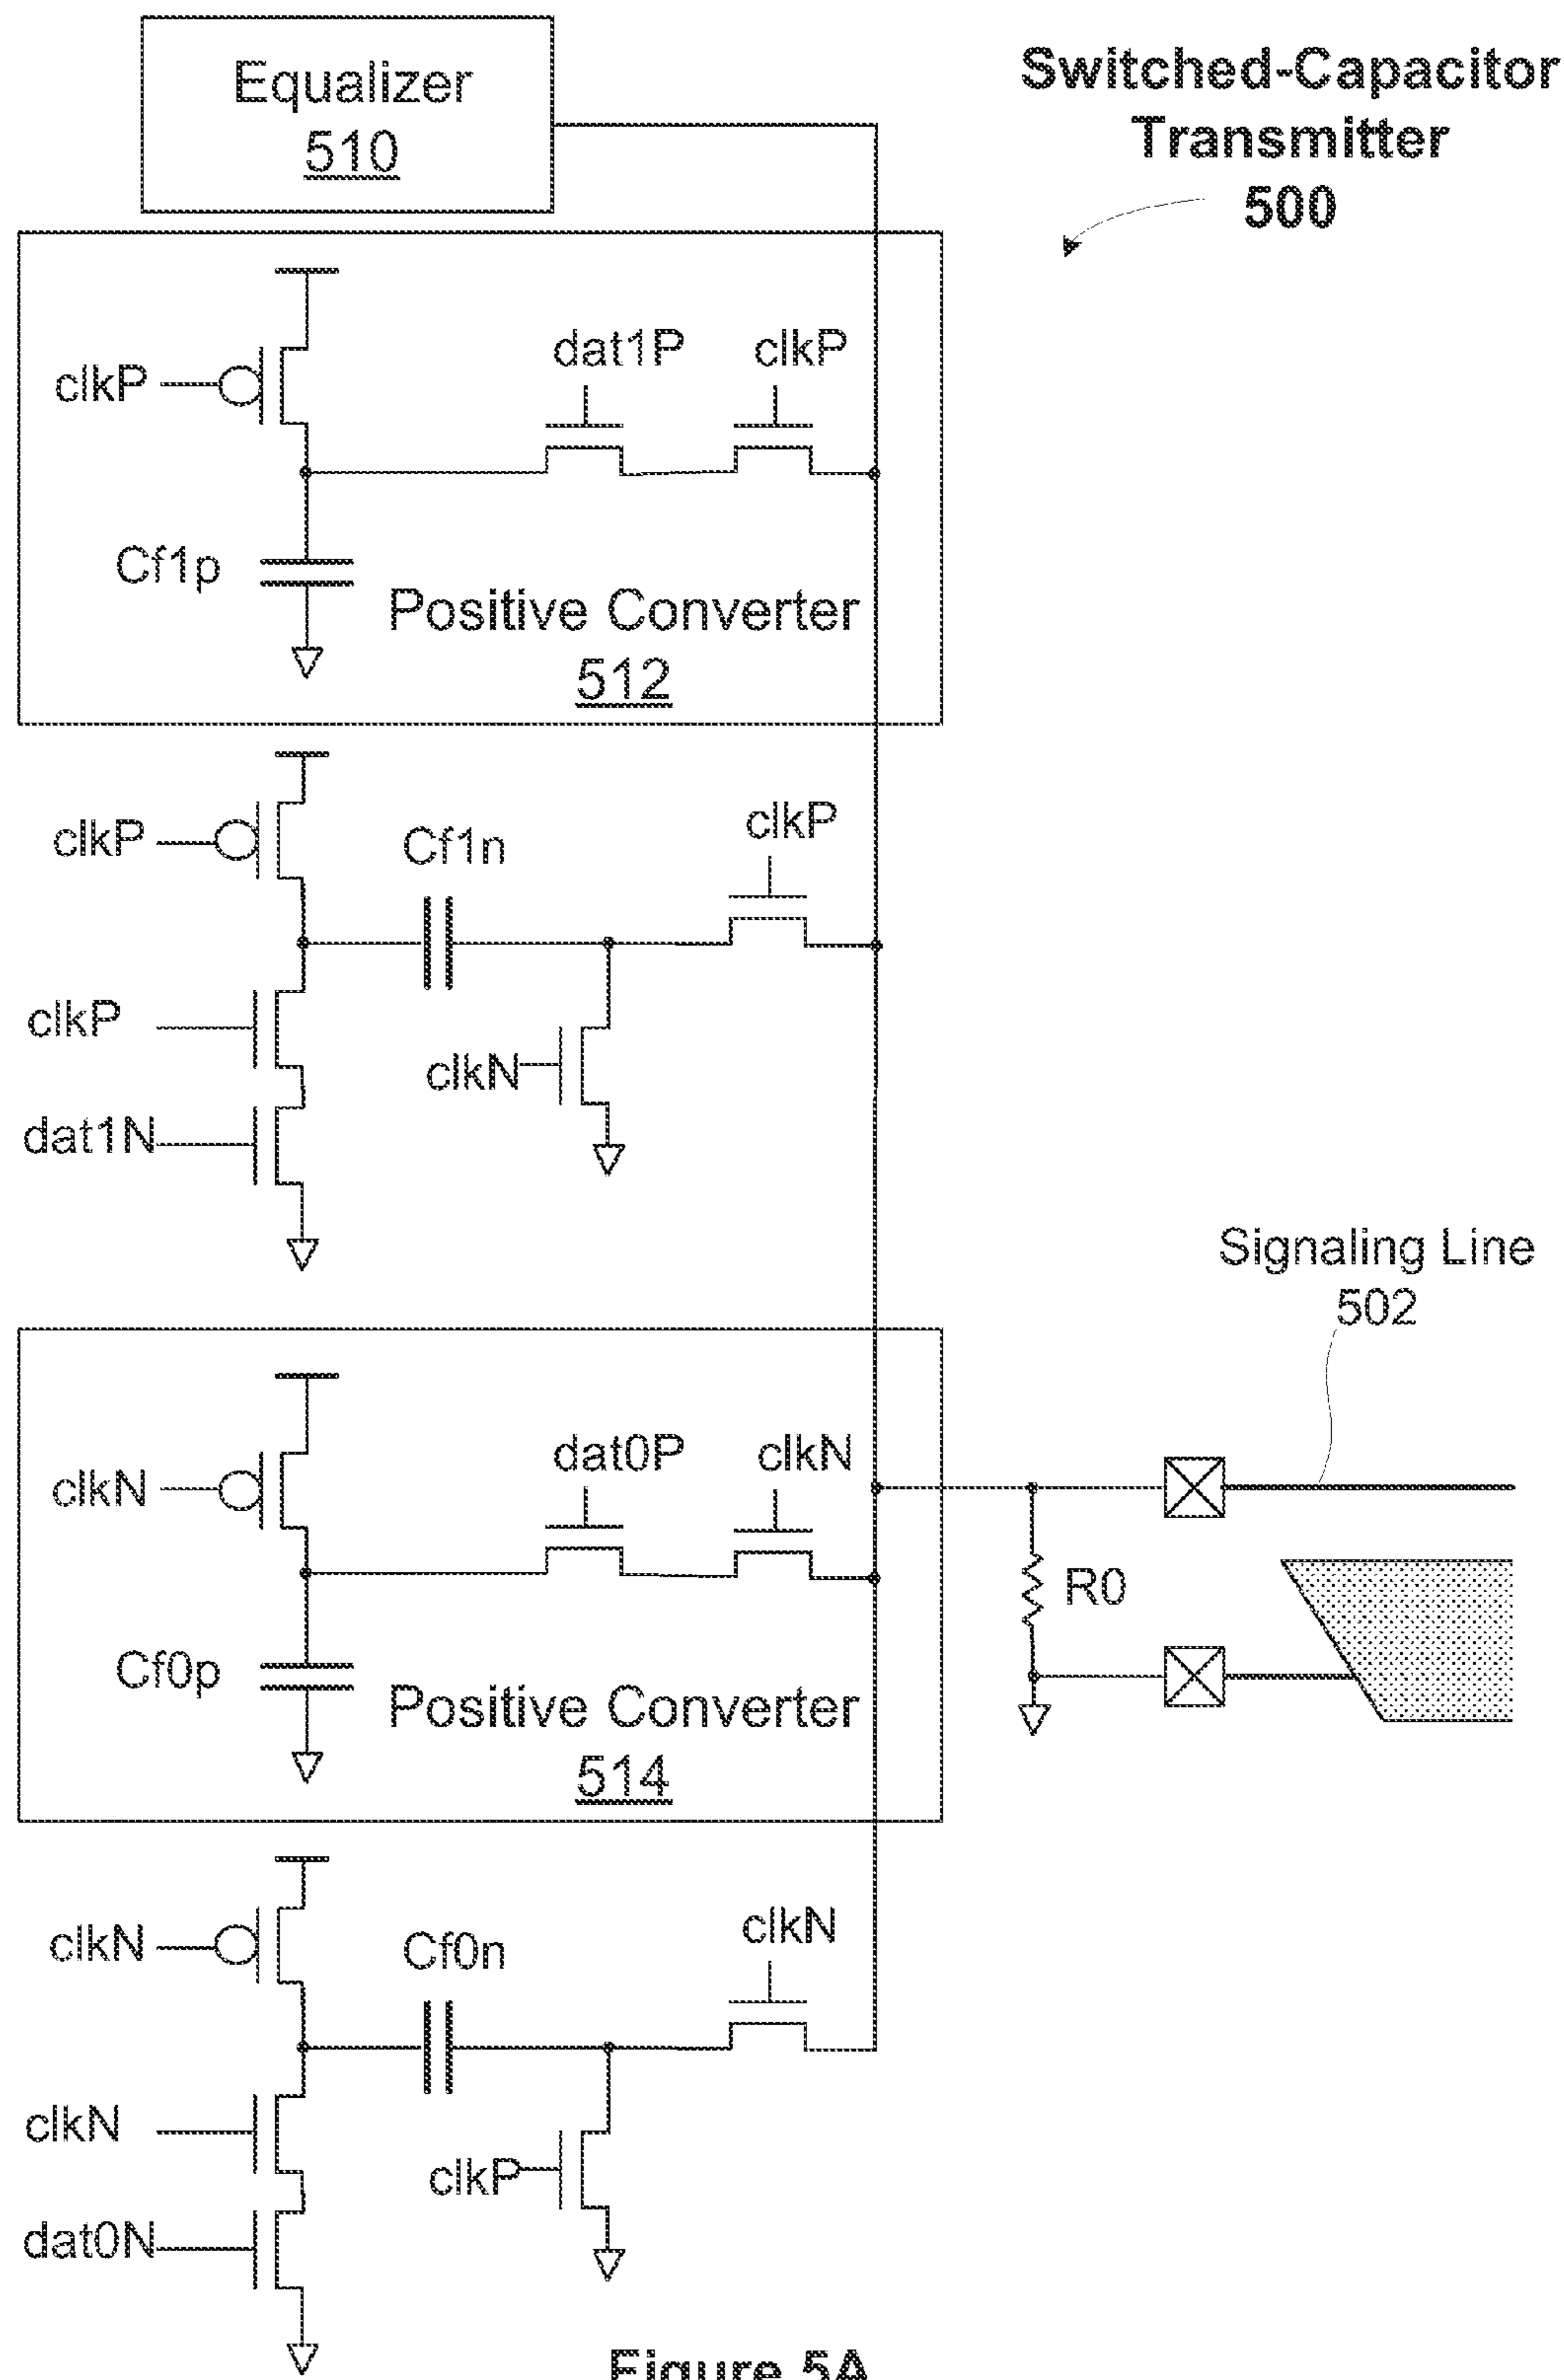 Equalizer
510
Switched-Capacitor
Transmitter
500
clkP
dat1P
clkP
Cf1p
Positive Converter
512
clkP
Cf1n
clkP
clkP
clkN
dat1N
Signaling Line
502
clkN
dat0P
clkN
R0
Cf0p
Positive Converter
514
clkN
Cf0n
clkN
clkN
clkP
dat0N
Figure 5A